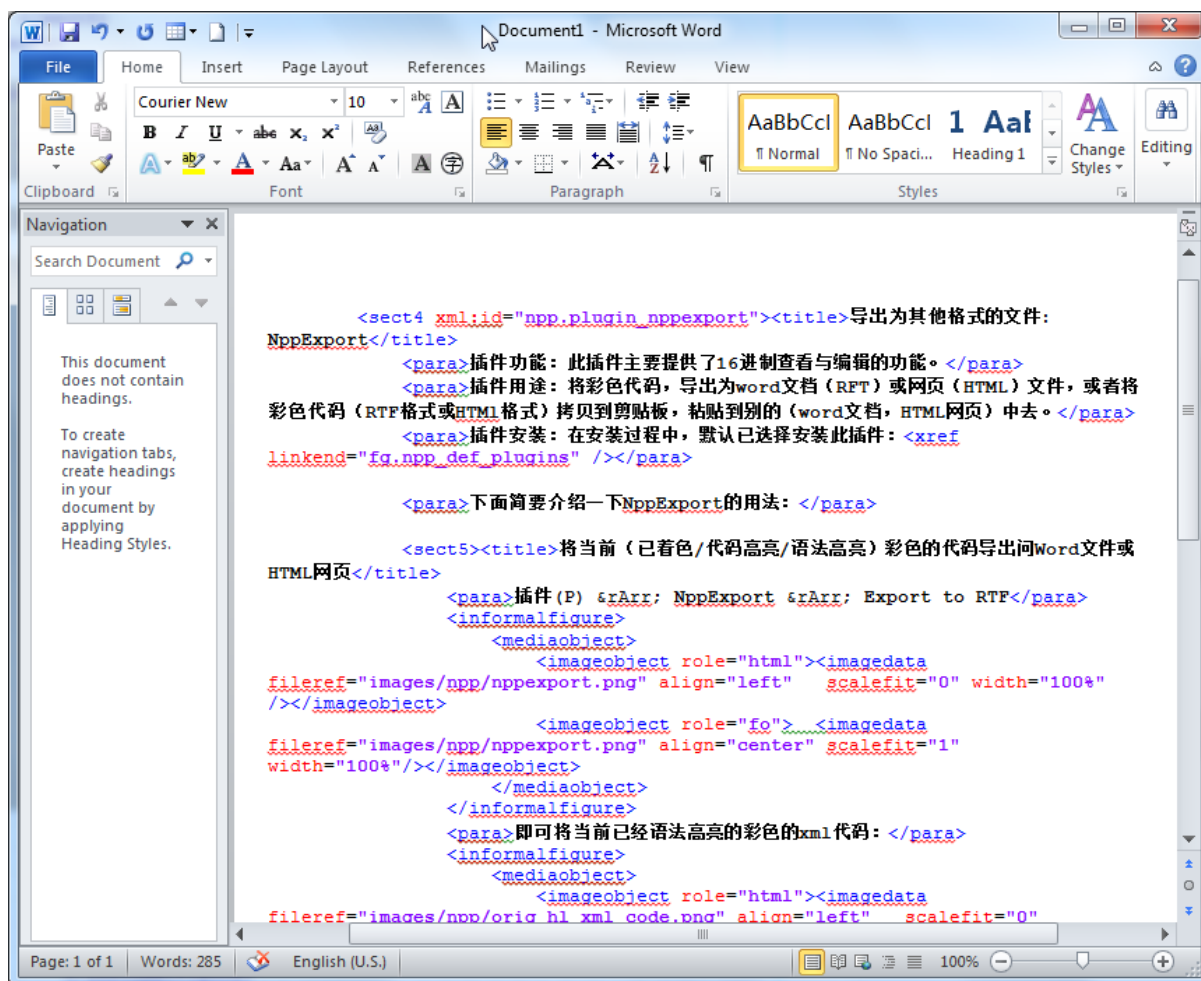 Document1 - Microsoft Word
File Home Insert Page Layout References Mailings Review View
Courier New 10
Paste
B I U abc x₂ x² Aa A A A
AaBbCcI AaBbCcI 1 AaI
¶ Normal ¶ No Spaci... Heading 1
Change Styles
Editing
Clipboard Font Paragraph Styles
Navigation
Search Document
This document
does not contain
headings.
To create
navigation tabs,
create headings
in your
document by
applying
Heading Styles.
<sect4 xml:id="npp.plugin_nppexport"><title>导出为其他格式的文件:
NppExport</title>
<para>插件功能：此插件主要提供了16进制查看与编辑的功能。</para>
<para>插件用途：将彩色代码，导出为word文档（RFT）或网页（HTML）文件，或者将
彩色代码（RTF格式或HTMl格式）拷贝到剪贴板，粘贴到别的（word文档，HTML网页）中去。</para>
<para>插件安装：在安装过程中，默认已选择安装此插件：<xref
linkend="fg.npp_def_plugins" /></para>
<para>下面简要介绍一下NppExport的用法：</para>
<sect5><title>将当前（已着色/代码高亮/语法高亮）彩色的代码导出问Word文件或
HTML网页</title>
<para>插件(P) &rArr; NppExport &rArr; Export to RTF</para>
<informalfigure>
<mediaobject>
<imageobject role="html"><imagedata
fileref="images/npp/nppexport.png" align="left" scalefit="0" width="100%"
/></imageobject>
<imageobject role="fo"> <imagedata
fileref="images/npp/nppexport.png" align="center" scalefit="1"
width="100%"/></imageobject>
</mediaobject>
</informalfigure>
<para>即可将当前已经语法高亮的彩色的xml代码：</para>
<informalfigure>
<mediaobject>
<imageobject role="html"><imagedata
fileref="images/npp/orig_hl_xml_code.png" align="left" scalefit="0"
Page: 1 of 1 Words: 285 English (U.S.) 100%